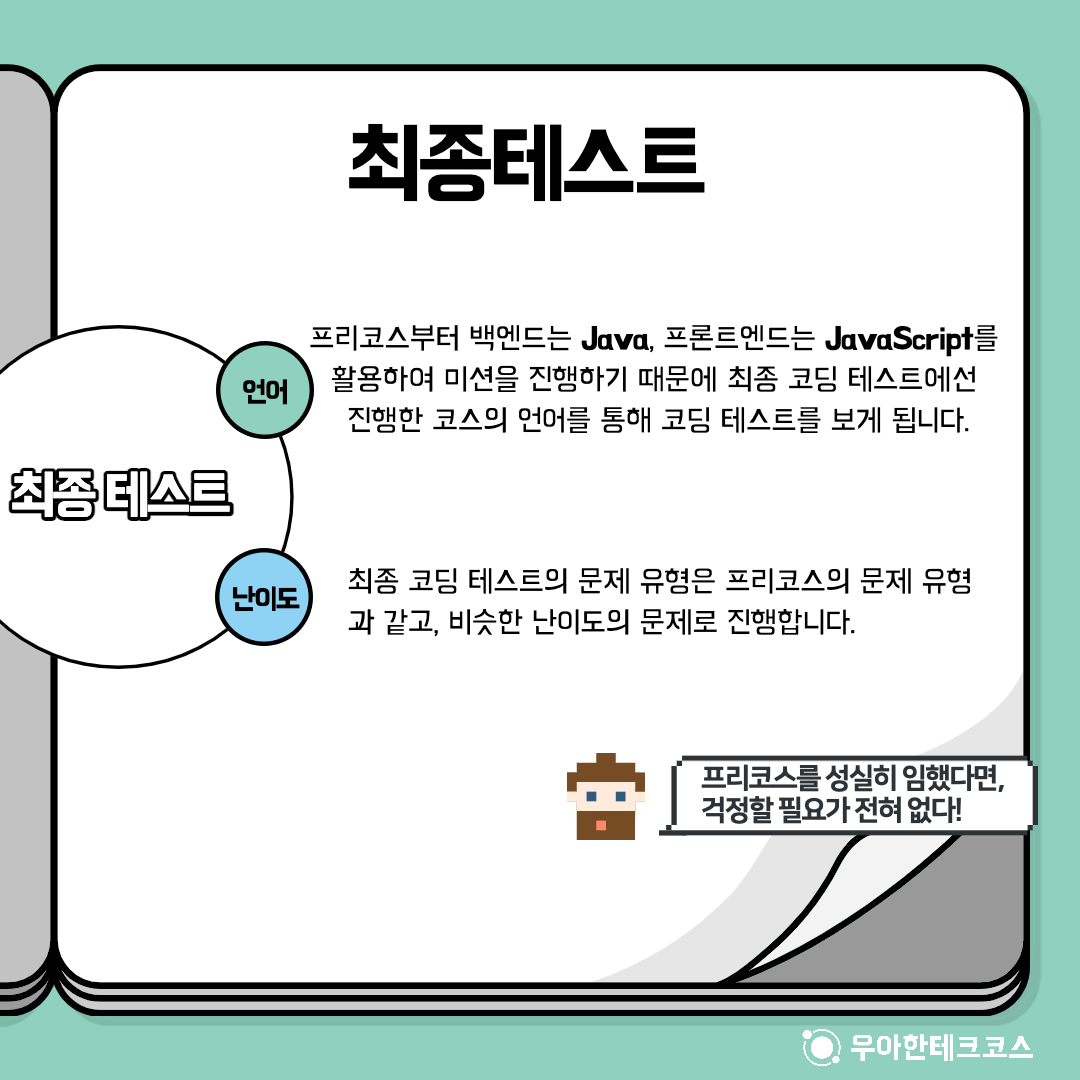 최종테스트
프리코스부터 백엔드는 Java, 프론트엔드는 JavaScript를
활용하여 미션을 진행하기 때문에 최종 코딩 테스트에선
진행한 코스의 언어를 통해 코딩 테스트를 보게 됩니다.
언어
최종 테스트
난이도
최종 코딩 테스트의 문제 유형은 프리코스의 문제 유형
과 같고, 비슷한 난이도의 문제로 진행합니다.
프리코스를 성실히 임했다면,
걱정할 필요가 전혀 없다!
우아한테크코스